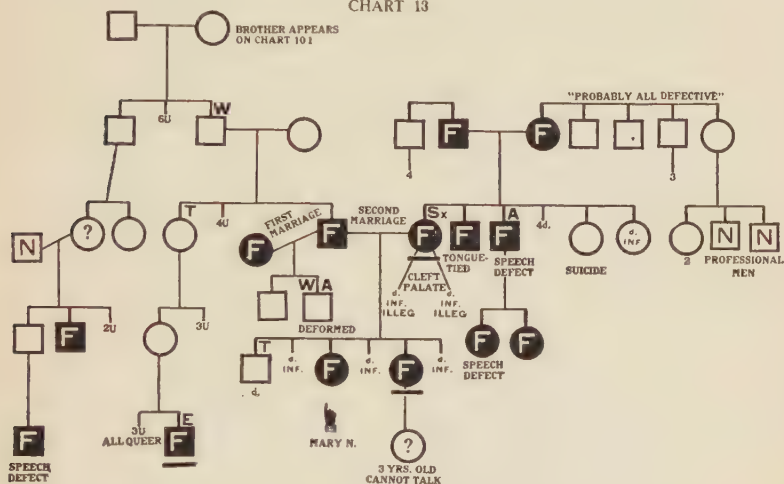 CHART 13
BROTHER APPEARS
ON CHART 101
"PROBABLY ALL DEFECTIVE"
6U
W
F
F
4
3
T
4U
FIRST MARRIAGE
F
SECOND
MARRIAGE
F
Sx
F
A
F
4d.
d.
INF.
2
N
N
N
?
TONGUE-
TIED
SPEECH
DEFECT
SUICIDE
PROFESSIONAL
MEN
CLEFT
PALATE
W A
DEFORMED
d.
INF.
ILLEG
d.
INF.
ILLEG
F
2U
3U
T
d.
d.
INF.
F
d.
INF.
F
d.
INF.
F
F
SPEECH
DEFECT
MARY N.
3U
ALL QUEER
E
F
F
SPEECH
DEFECT
?
3 YRS. OLD
CANNOT TALK